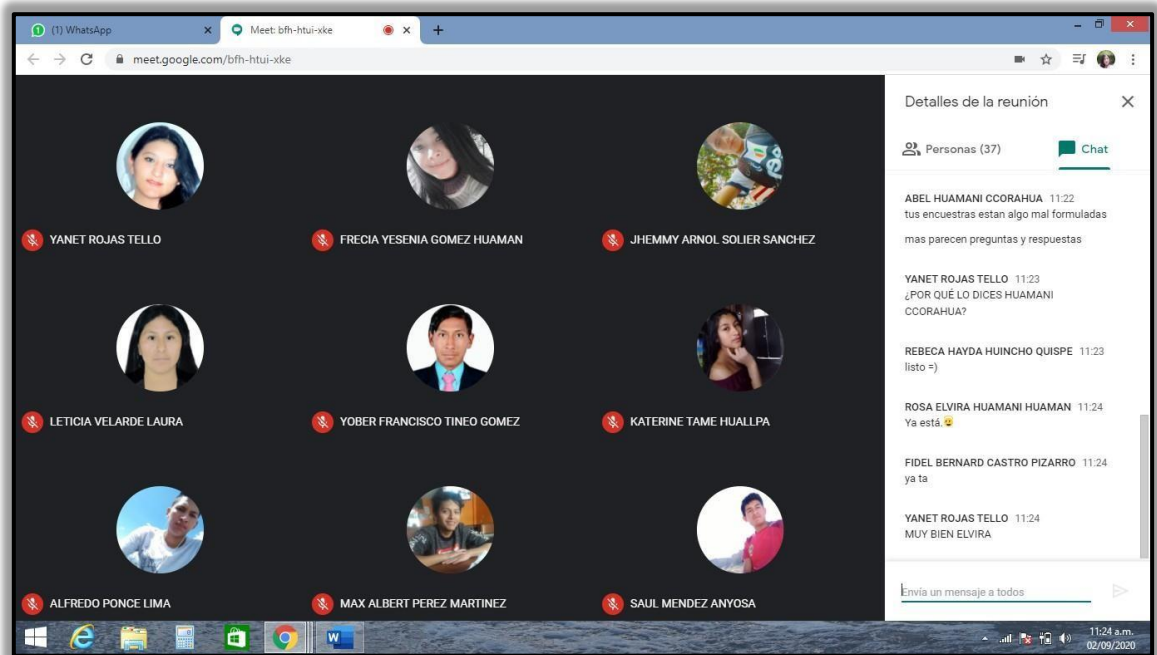 (1) WhatsApp
Meet: bfh-htui-xke
meet.google.com/bfh-htui-xke
YANET ROJAS TELLO
FRECIA YESENIA GOMEZ HUAMAN
JHEMMY ARNOL SOLIER SANCHEZ
LETICIA VELARDE LAURA
YOBER FRANCISCO TINEO GOMEZ
KATERINE TAME HUALLPA
ALFREDO PONCE LIMA
MAX ALBERT PEREZ MARTINEZ
SAUL MENDEZ ANYOSA
Detalles de la reunión
Personas (37)
Chat
ABEL HUAMANI CCORAHUA 11:22
tus encuestras estan algo mal formuladas
mas parecen preguntas y respuestas
YANET ROJAS TELLO 11:23
¿POR QUÉ LO DICES HUAMANI
CCORAHUA?
REBECA HAYDA HUINCHO QUISPE 11:23
listo =)
ROSA ELVIRA HUAMANI HUAMAN 11:24
Ya está.😃
FIDEL BERNARD CASTRO PIZARRO 11:24
ya ta
YANET ROJAS TELLO 11:24
MUY BIEN ELVIRA
Envía un mensaje a todos
11:24 a.m.
02/09/2020